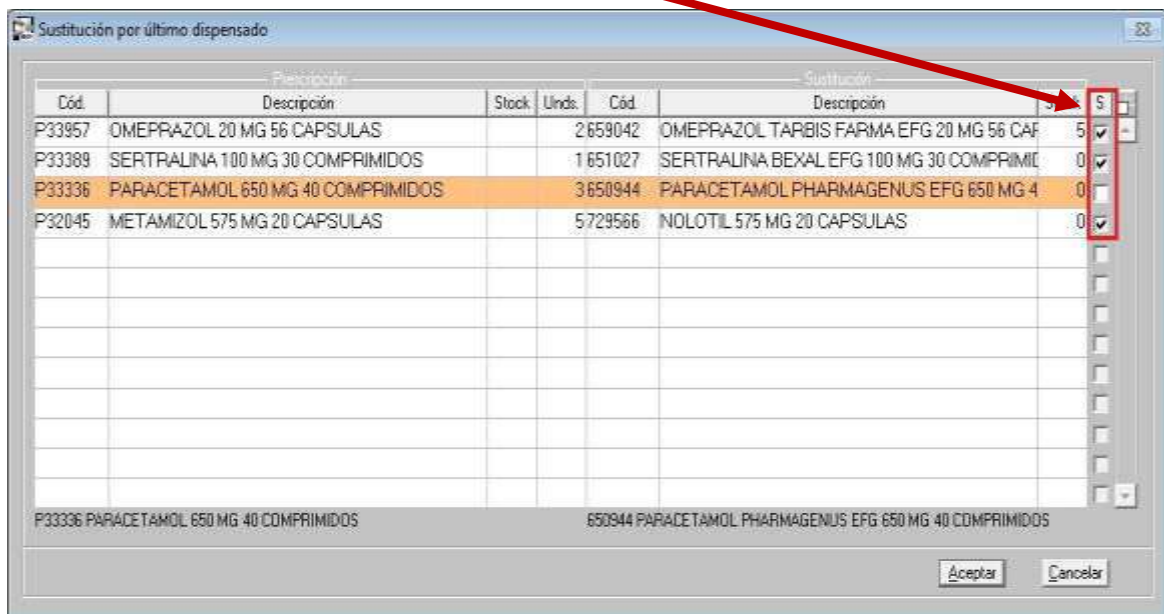 Sustitución por último dispensado
Prescripción Sustitución
Cód. Descripción Stock Unds. Cód. Descripción S
P33957 OMEPRAZOL 20 MG 56 CAPSULAS 2 659042 OMEPRAZOL TARBIS FARMA EFG 20 MG 56 CAP 5
P33389 SERTRALINA 100 MG 30 COMPRIMIDOS 1 651027 SERTRALINA BEXAL EFG 100 MG 30 COMPRIMID 0
P33336 PARACETAMOL 650 MG 40 COMPRIMIDOS 3 650944 PARACETAMOL PHARMAGENUS EFG 650 MG 4 0
P32045 METAMIZOL 575 MG 20 CAPSULAS 5 729566 NOLOTIL 575 MG 20 CAPSULAS 0
P33336 PARACETAMOL 650 MG 40 COMPRIMIDOS 650944 PARACETAMOL PHARMAGENUS EFG 650 MG 40 COMPRIMIDOS
Aceptar Cancelar